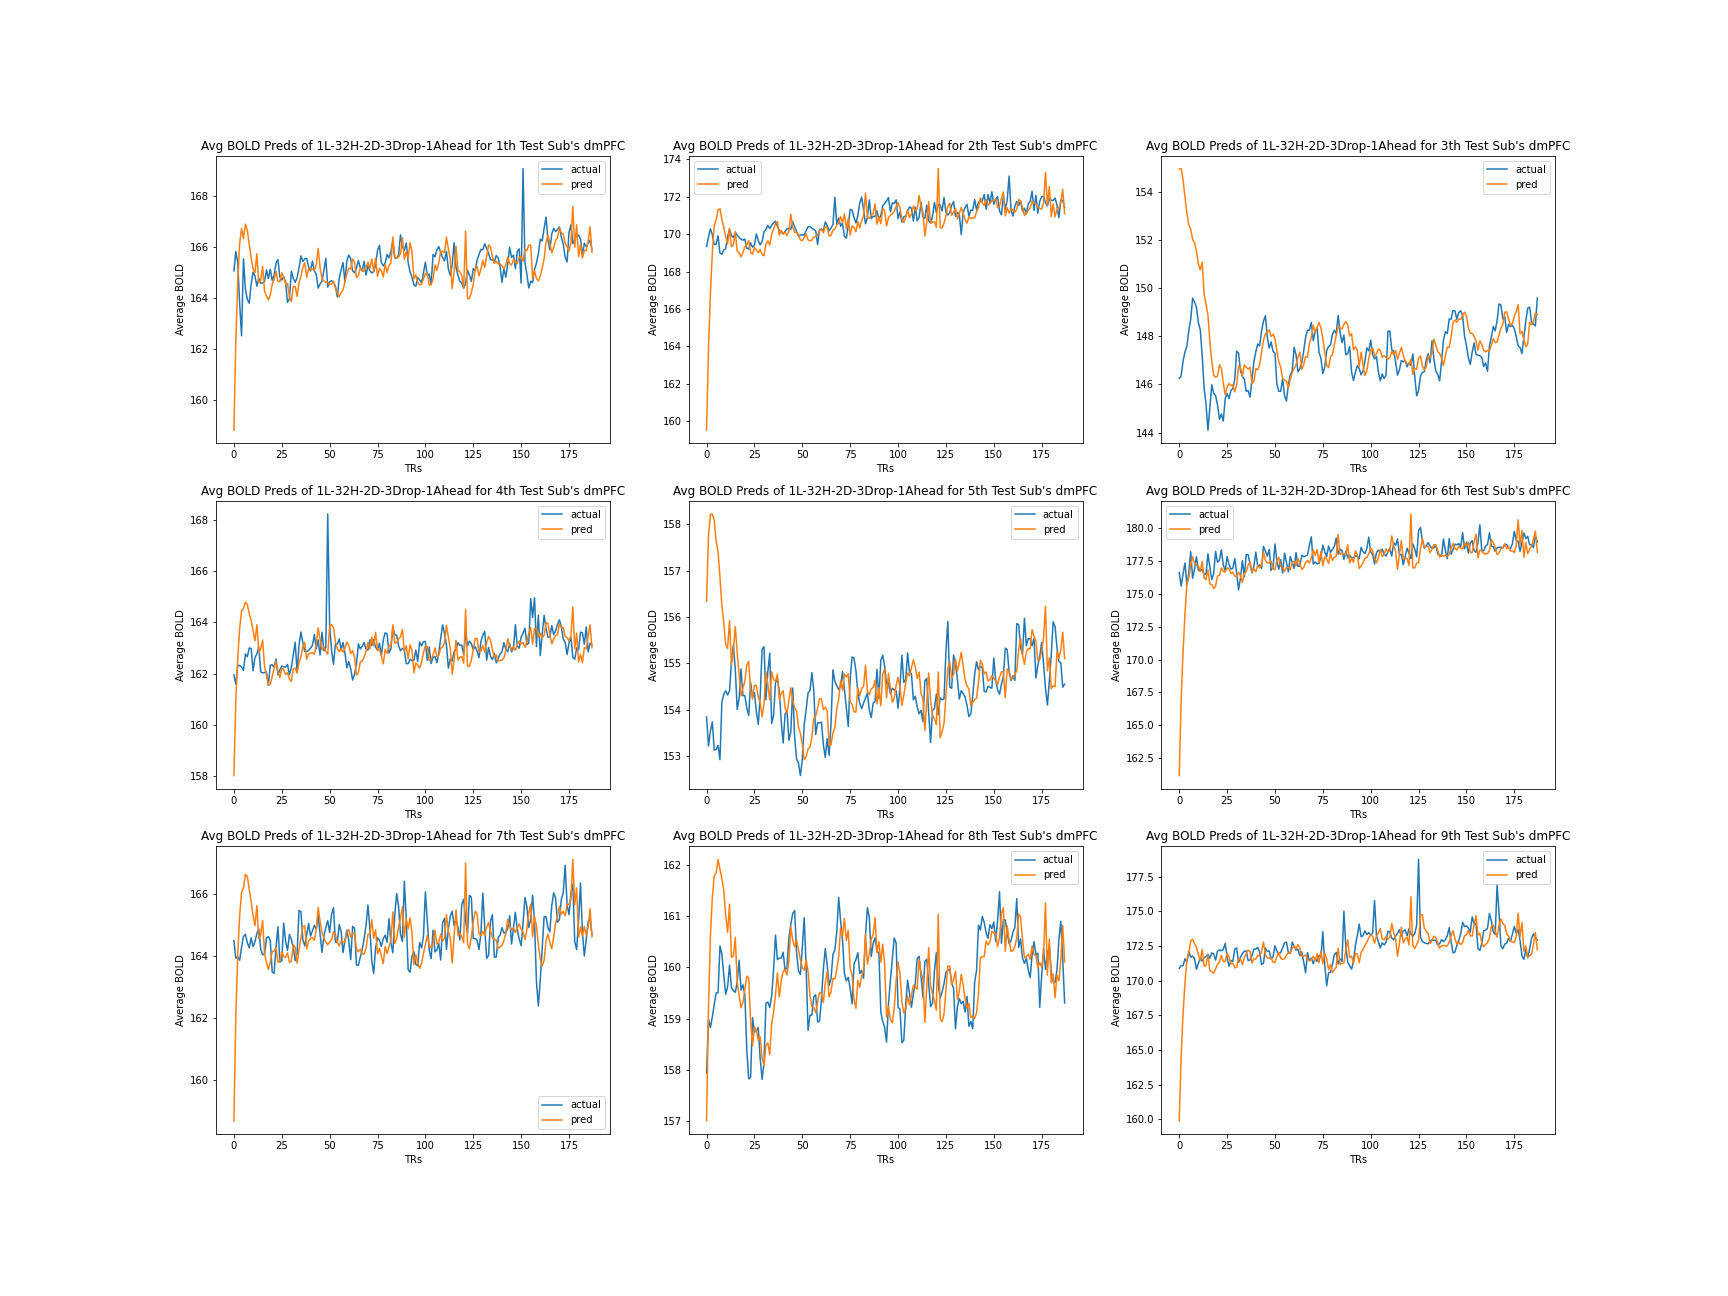 Avg BOLD Preds of 1L-32H-2D-3Drop-1Ahead for 1th Test Sub's dmPFC
actual
pred
168
166
164
162
160
Average BOLD
0 25 50 75 100 125 150 175
TRs
Avg BOLD Preds of 1L-32H-2D-3Drop-1Ahead for 2th Test Sub's dmPFC
actual
pred
174
172
170
168
166
164
162
160
Average BOLD
0 25 50 75 100 125 150 175
TRs
Avg BOLD Preds of 1L-32H-2D-3Drop-1Ahead for 3th Test Sub's dmPFC
actual
pred
154
152
150
148
146
144
Average BOLD
0 25 50 75 100 125 150 175
TRs
Avg BOLD Preds of 1L-32H-2D-3Drop-1Ahead for 4th Test Sub's dmPFC
actual
pred
168
166
164
162
160
158
Average BOLD
0 25 50 75 100 125 150 175
TRs
Avg BOLD Preds of 1L-32H-2D-3Drop-1Ahead for 5th Test Sub's dmPFC
actual
pred
158
157
156
155
154
153
Average BOLD
0 25 50 75 100 125 150 175
TRs
Avg BOLD Preds of 1L-32H-2D-3Drop-1Ahead for 6th Test Sub's dmPFC
actual
pred
180.0
177.5
175.0
172.5
170.0
167.5
165.0
162.5
Average BOLD
0 25 50 75 100 125 150 175
TRs
Avg BOLD Preds of 1L-32H-2D-3Drop-1Ahead for 7th Test Sub's dmPFC
166
164
162
160
Average BOLD
actual
pred
0 25 50 75 100 125 150 175
TRs
Avg BOLD Preds of 1L-32H-2D-3Drop-1Ahead for 8th Test Sub's dmPFC
actual
pred
162
161
160
159
158
157
Average BOLD
0 25 50 75 100 125 150 175
TRs
Avg BOLD Preds of 1L-32H-2D-3Drop-1Ahead for 9th Test Sub's dmPFC
actual
pred
177.5
175.0
172.5
170.0
167.5
165.0
162.5
160.0
Average BOLD
0 25 50 75 100 125 150 175
TRs